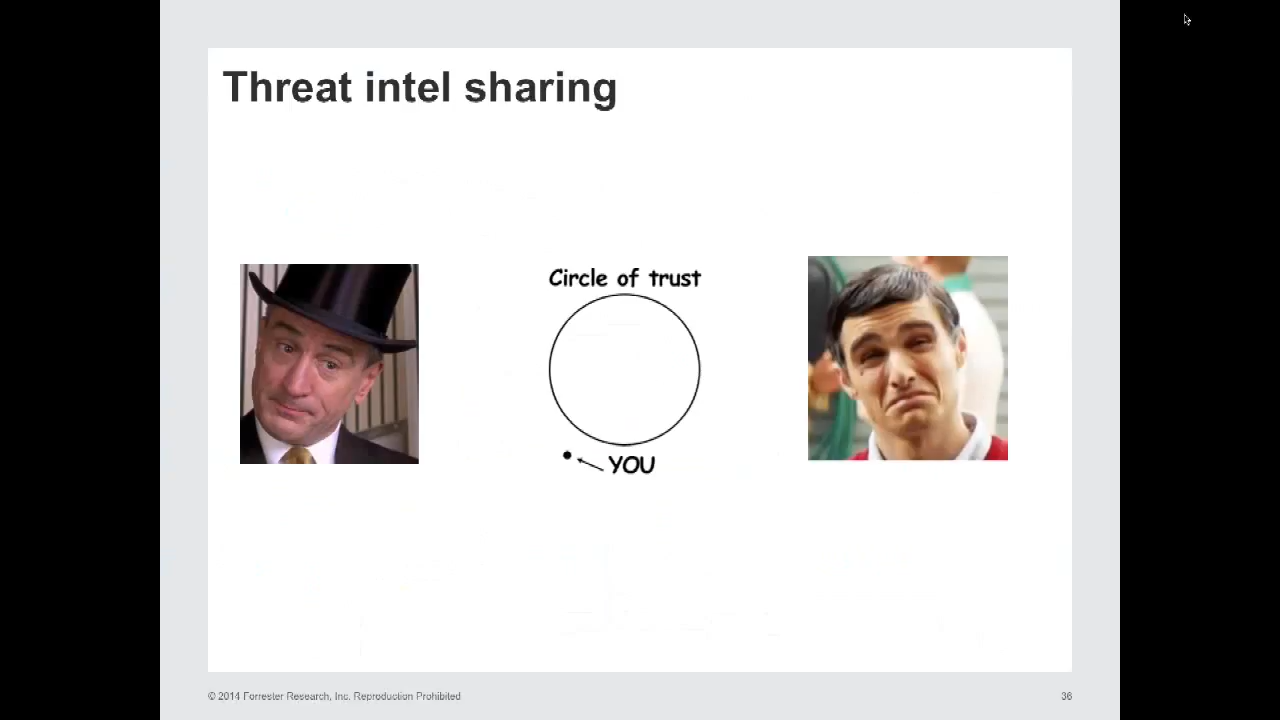 Threat intel sharing
Circle of trust
YOU
© 2014 Forrester Research, Inc. Reproduction Prohibited
36